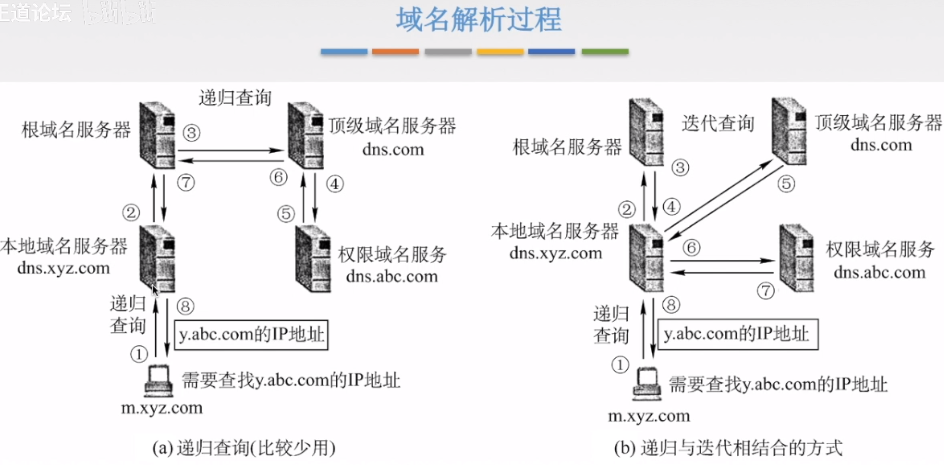 王道论坛
域名解析过程
递归查询
根域名服务器
③
顶级域名服务器
dns.com
⑥
④
⑦
②
⑤
本地域名服务器
dns.xyz.com
权限域名服务
dns.abc.com
递归
查询
⑧
y.abc.com的IP地址
①
需要查找y.abc.com的IP地址
m.xyz.com
(a) 递归查询(比较少用)
迭代查询
顶级域名服务器
dns.com
根域名服务器
③
⑤
②
④
本地域名服务器
dns.xyz.com
⑥
权限域名服务
dns.abc.com
⑦
递归
查询
⑧
y.abc.com的IP地址
①
需要查找y.abc.com的IP地址
m.xyz.com
(b) 递归与迭代相结合的方式